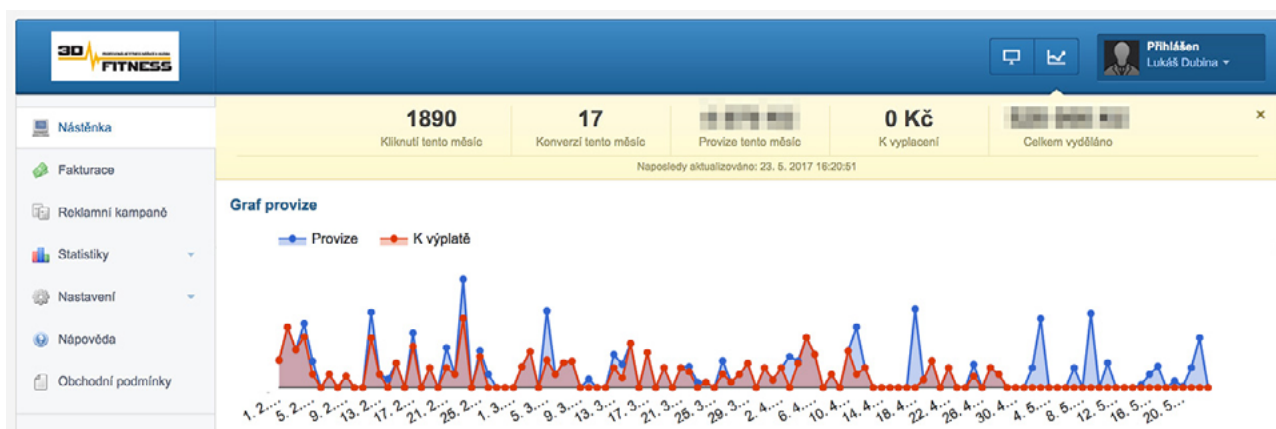 3D
FITNESS
Přihlášen
Lukáš Dubina
Nástěnka
Fakturace
Reklamní kampaně
Statistiky
Nastavení
Nápověda
Obchodní podmínky
1890
Kliknutí tento měsíc
17
Konverzí tento měsíc
Provize tento měsíc
0 Kč
K vyplacení
Celkem vyděláno
×
Naposledy aktualizováno: 23. 5. 2017 16:20:51
Graf provize
Provize
K výplatě
1. 2... 5. 2... 9. 2... 13. 2... 17. 2... 21. 2... 25. 2... 1. 3... 5. 3... 9. 3... 13. 3... 17. 3... 21. 3... 25. 3... 29. 3... 2. 4... 6. 4... 10. 4... 14. 4... 18. 4... 22. 4... 26. 4... 30. 4... 4. 5... 8. 5... 12. 5... 16. 5... 20. 5...